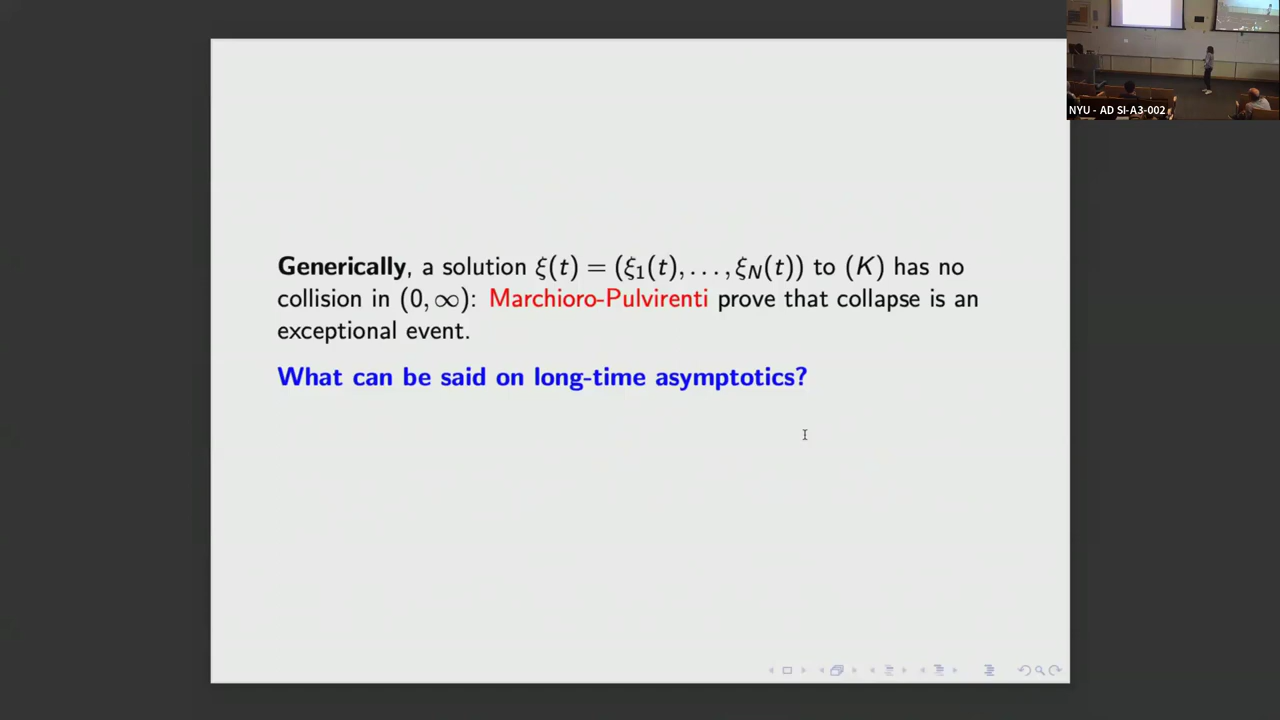 NYU - AD SI-A3-002
Generically, a solution ξ(t) = (ξ₁(t), . . . , ξ_N(t)) to (K) has no
collision in (0, ∞): Marchioro-Pulvirenti prove that collapse is an
exceptional event.
What can be said on long-time asymptotics?